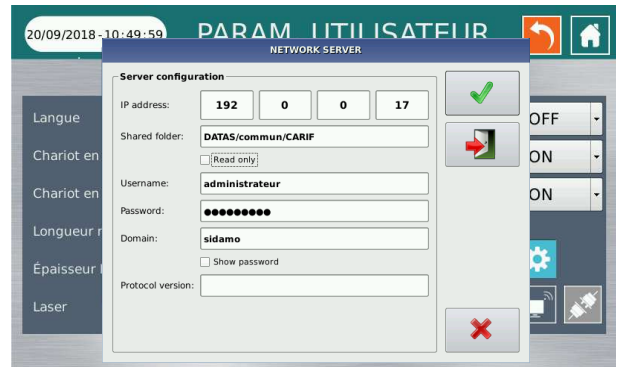 20/09/2018-10:49:59
PARAM UTILISATEUR
NETWORK SERVER
Server configuration
IP address: 192 0 0 17
Shared folder: DATAS/commun/CARIF
Read only
Username: administrateur
Password: ●●●●●●●●●
Domain: sidamo
Show password
Protocol version:
Langue
OFF
Chariot en
ON
Chariot en
ON
Longueur
Épaisseur
Laser